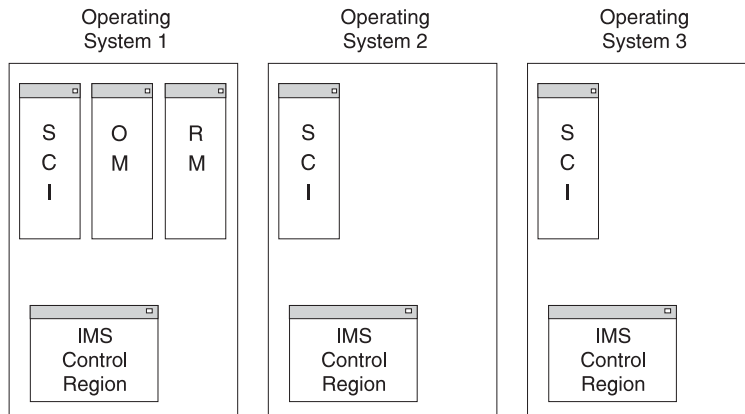 Operating
System 1
Operating
System 2
Operating
System 3
S
C
I
O
M
R
M
S
C
I
S
C
I
IMS
Control
Region
IMS
Control
Region
IMS
Control
Region